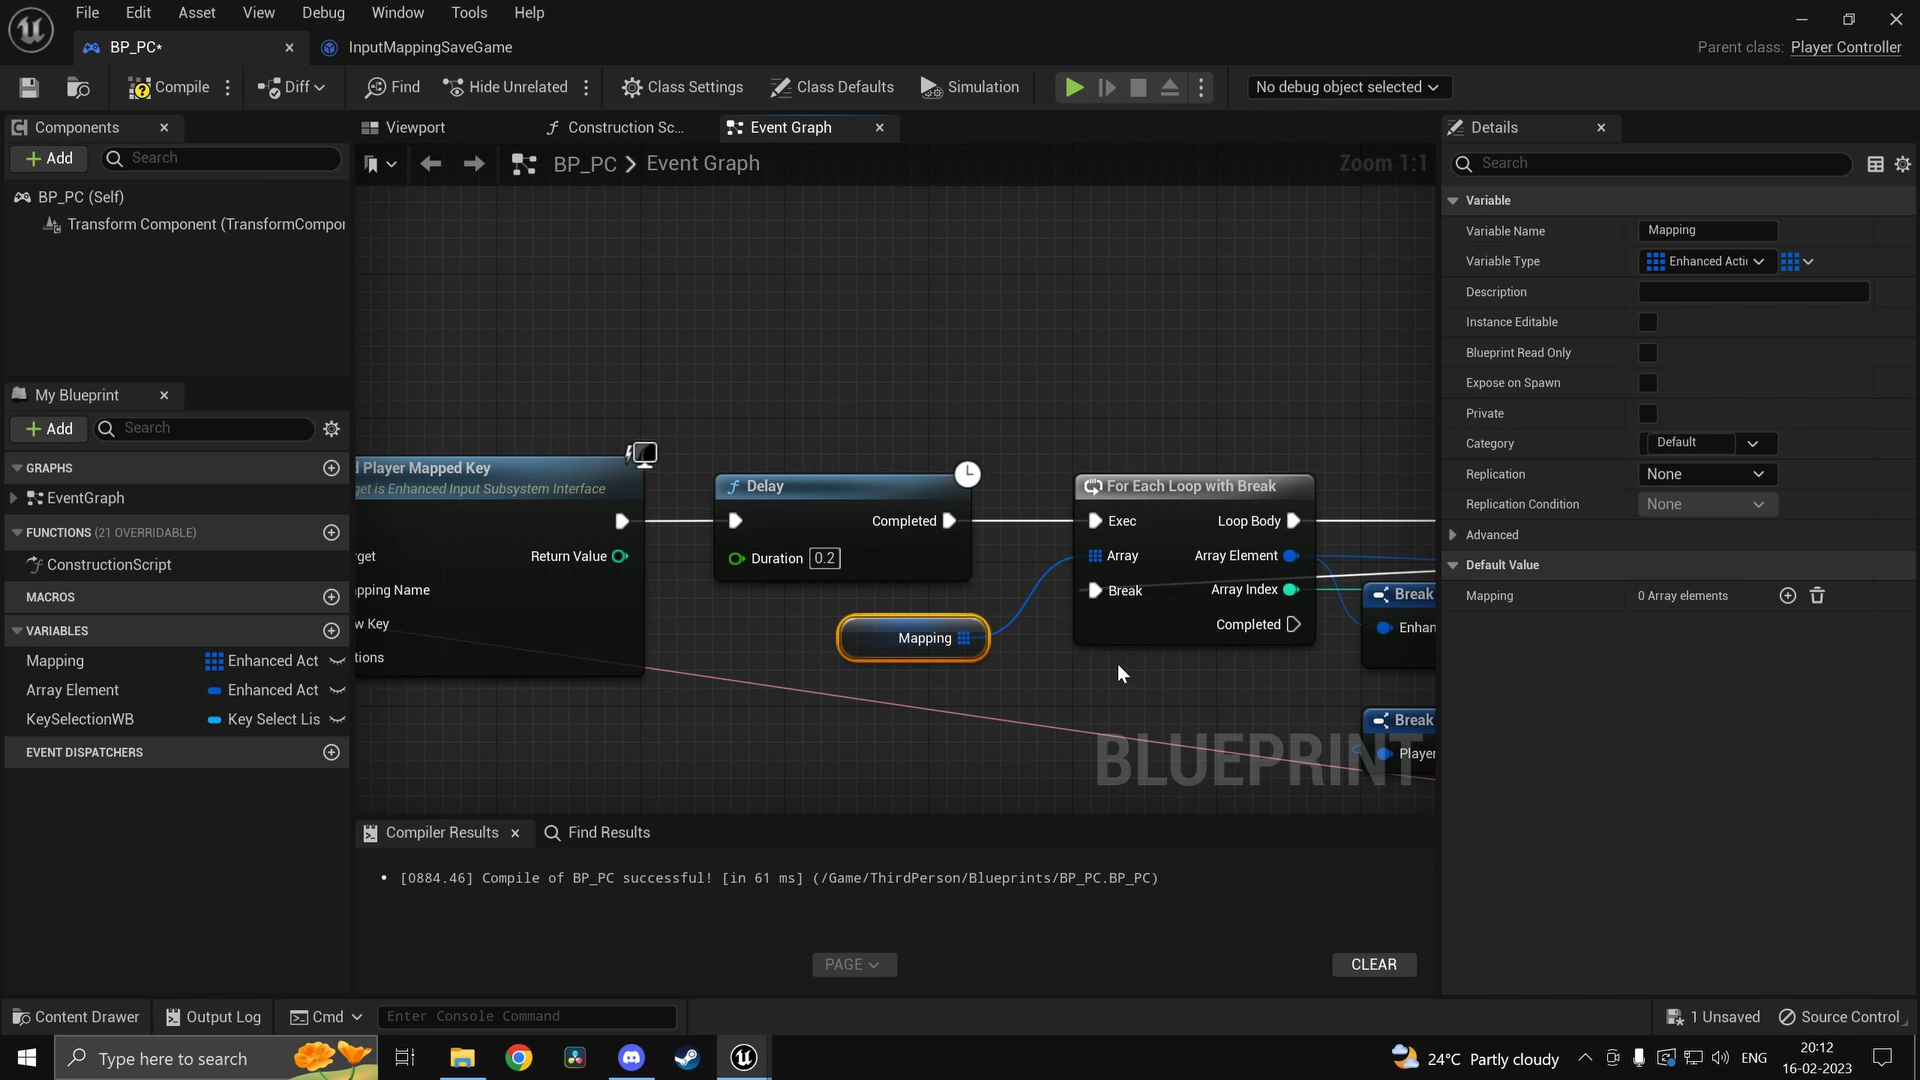 File Edit Asset View Debug Window Tools Help
BP_PC*
InputMappingSaveGame
Parent class: Player Controller
Compile
Diff
Find
Hide Unrelated
Class Settings
Class Defaults
Simulation
No debug object selected
Components
Add
Search
BP_PC (Self)
Transform Component (TransformCompor
My Blueprint
Add
Search
GRAPHS
EventGraph
FUNCTIONS (21 OVERRIDABLE)
ConstructionScript
MACROS
VARIABLES
Mapping Enhanced Act
Array Element Enhanced Act
KeySelectionWB Key Select Lis
EVENT DISPATCHERS
Viewport
Construction Sc...
Event Graph
BP_PC > Event Graph
Zoom 1:1
d Player Mapped Key
get is Enhanced Input Subsystem Interface
rget
Return Value
apping Name
w Key
tions
Delay
Completed
Duration 0.2
Mapping
For Each Loop with Break
Exec Loop Body
Array Array Element
Break Array Index
Completed
Break
Enhan
Break
Player
BLUEPRINT
Compiler Results
Find Results
• [0884.46] Compile of BP_PC successful! [in 61 ms] (/Game/ThirdPerson/Blueprints/BP_PC.BP_PC)
PAGE
CLEAR
Details
Search
Variable
Variable Name Mapping
Variable Type Enhanced Actic
Description
Instance Editable
Blueprint Read Only
Expose on Spawn
Private
Category Default
Replication None
Replication Condition None
Advanced
Default Value
Mapping 0 Array elements
Content Drawer
Output Log
Cmd
Enter Console Command
1 Unsaved
Source Control
Type here to search
24°C Partly cloudy
ENG
20:12
16-02-2023